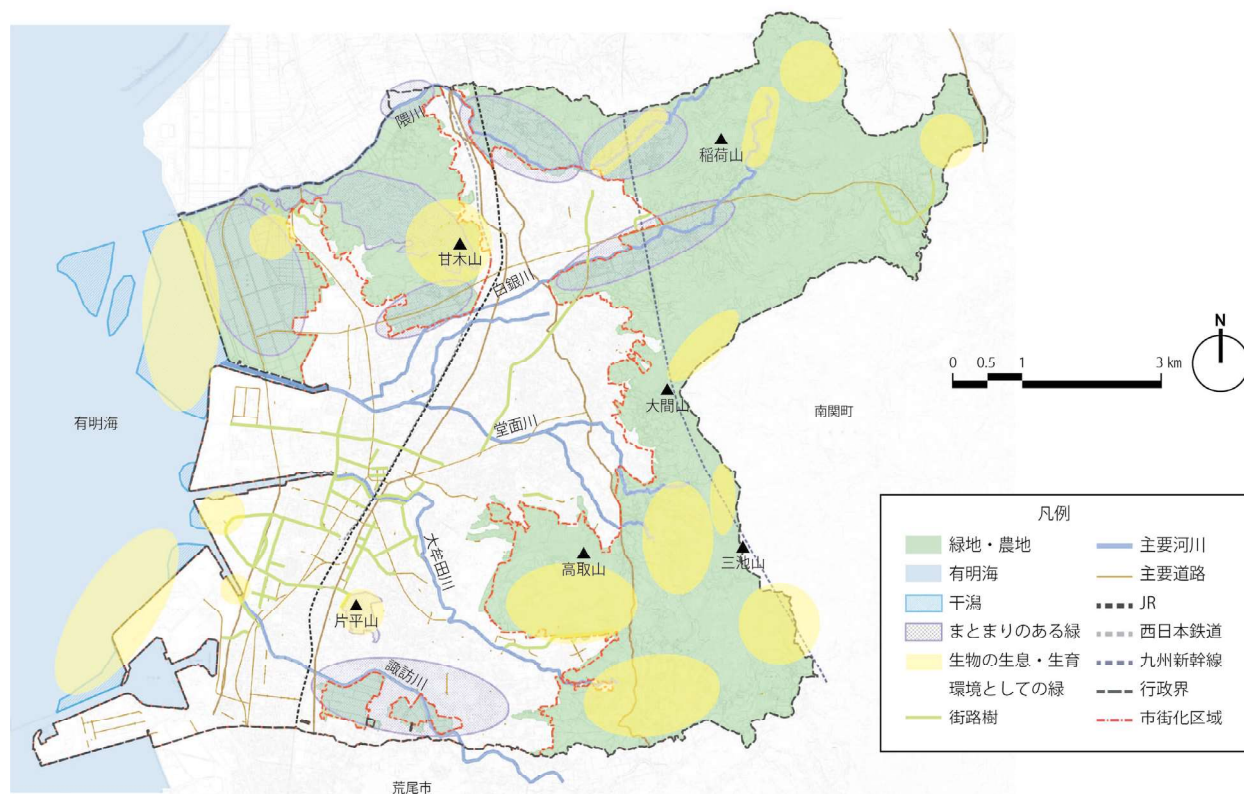 隈川
稲荷山
甘木山
白銀川
N
0 0.5 1 3 km
大間山
南関町
有明海
堂面川
大牟田川
高取山
三池山
片平山
諏訪川
荒尾市
凡例
緑地・農地
有明海
干潟
まとまりのある緑
生物の生息・生育
環境としての緑
街路樹
主要河川
主要道路
JR
西日本鉄道
九州新幹線
行政界
市街化区域